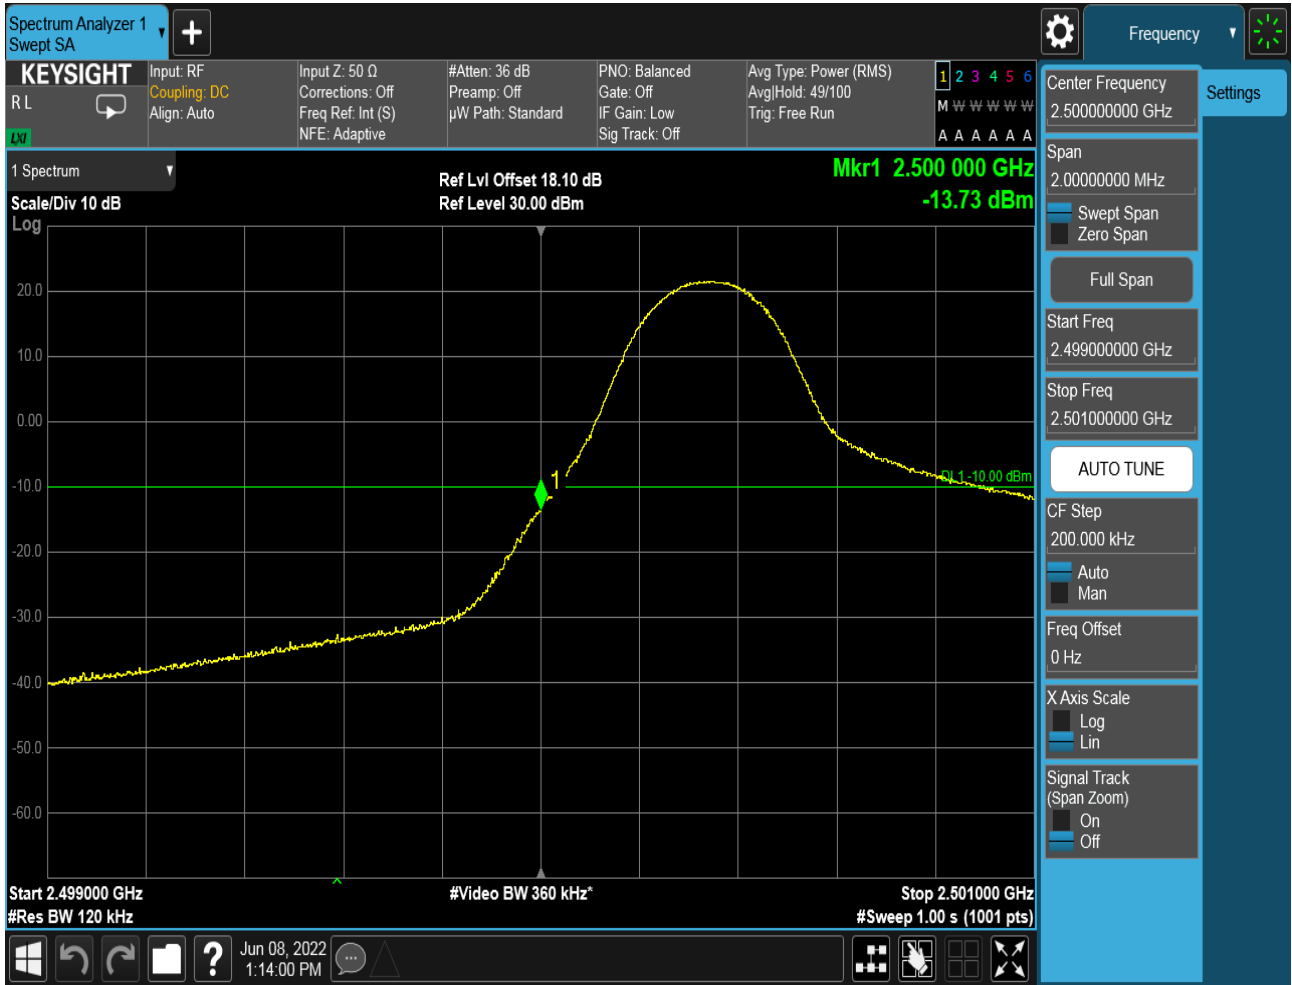 Spectrum Analyzer 1
Swept SA
Frequency
KEYSIGHT
R L
LXI
Input: RF
Coupling: DC
Align: Auto
Input Z: 50 Ω
Corrections: Off
Freq Ref: Int (S)
NFE: Adaptive
#Atten: 36 dB
Preamp: Off
µW Path: Standard
PNO: Balanced
Gate: Off
IF Gain: Low
Sig Track: Off
Avg Type: Power (RMS)
Avg|Hold: 49/100
Trig: Free Run
1 2 3 4 5 6
M W W W W W
A A A A A A
1 Spectrum
Scale/Div 10 dB
Log
Ref Lvl Offset 18.10 dB
Ref Level 30.00 dBm
Mkr1 2.500 000 GHz
-13.73 dBm
20.0
10.0
0.00
-10.0
-20.0
-30.0
-40.0
-50.0
-60.0
1
DL1 -10.00 dBm
Start 2.499000 GHz
#Res BW 120 kHz
#Video BW 360 kHz*
Stop 2.501000 GHz
#Sweep 1.00 s (1001 pts)
Jun 08, 2022
1:14:00 PM
Center Frequency
2.500000000 GHz
Settings
Span
2.00000000 MHz
Swept Span
Zero Span
Full Span
Start Freq
2.499000000 GHz
Stop Freq
2.501000000 GHz
AUTO TUNE
CF Step
200.000 kHz
Auto
Man
Freq Offset
0 Hz
X Axis Scale
Log
Lin
Signal Track
(Span Zoom)
On
Off